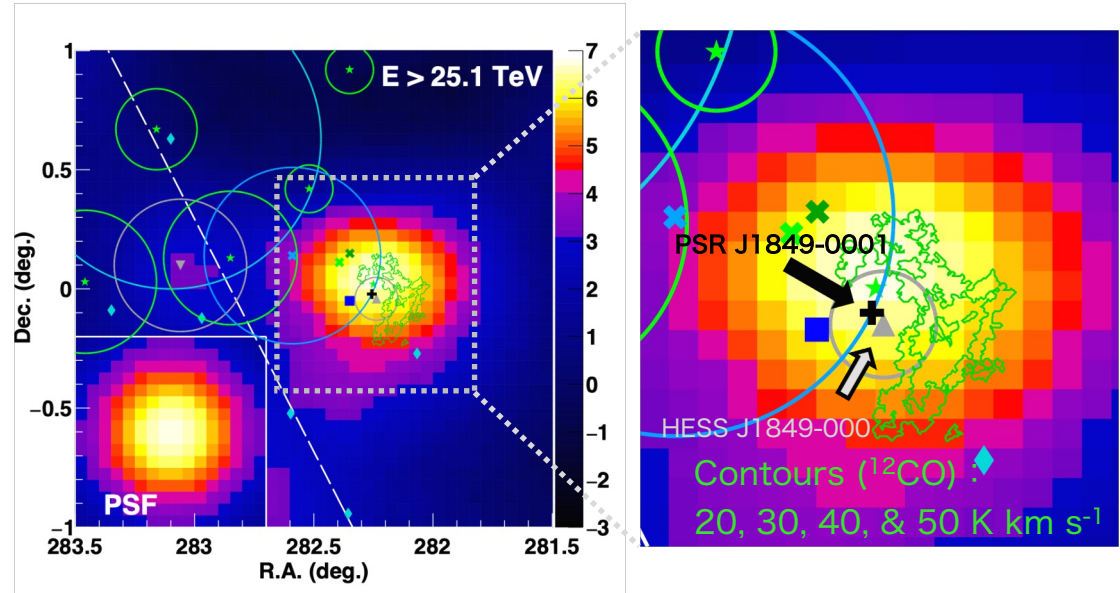 E > 25.1 TeV
PSF
1
0.5
0
−0.5
−1
283.5
283
282.5
282
281.5
Dec. (deg.)
R.A. (deg.)
7
6
5
4
3
2
1
0
−1
−2
−3
PSR J1849-0001
HESS J1849-000
Contours (¹²CO) :
20, 30, 40, & 50 K km s⁻¹